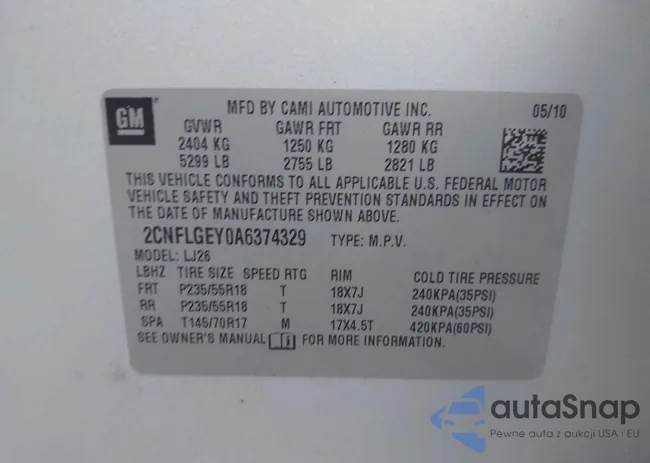 GM
MFD BY CAMI AUTOMOTIVE INC. 05/10
GVWR GAWR FRT GAWR RR
2404 KG 1250 KG 1280 KG
5299 LB 2755 LB 2821 LB
THIS VEHICLE CONFORMS TO ALL APPLICABLE U.S. FEDERAL MOTOR
VEHICLE SAFETY AND THEFT PREVENTION STANDARDS IN EFFECT ON
THE DATE OF MANUFACTURE SHOWN ABOVE.
2CNFLGEY0A6374329 TYPE: M.P.V.
MODEL: LJ26
LBHZ TIRE SIZE SPEED RTG RIM COLD TIRE PRESSURE
FRT P235/55R18 T 18X7J 240KPA(35PSI)
RR P235/55R18 T 18X7J 240KPA(35PSI)
SPA T145/70R17 M 17X4.5T 420KPA(60PSI)
SEE OWNER'S MANUAL FOR MORE INFORMATION.
autaSnap
Pewne auta z aukcji USA i EU